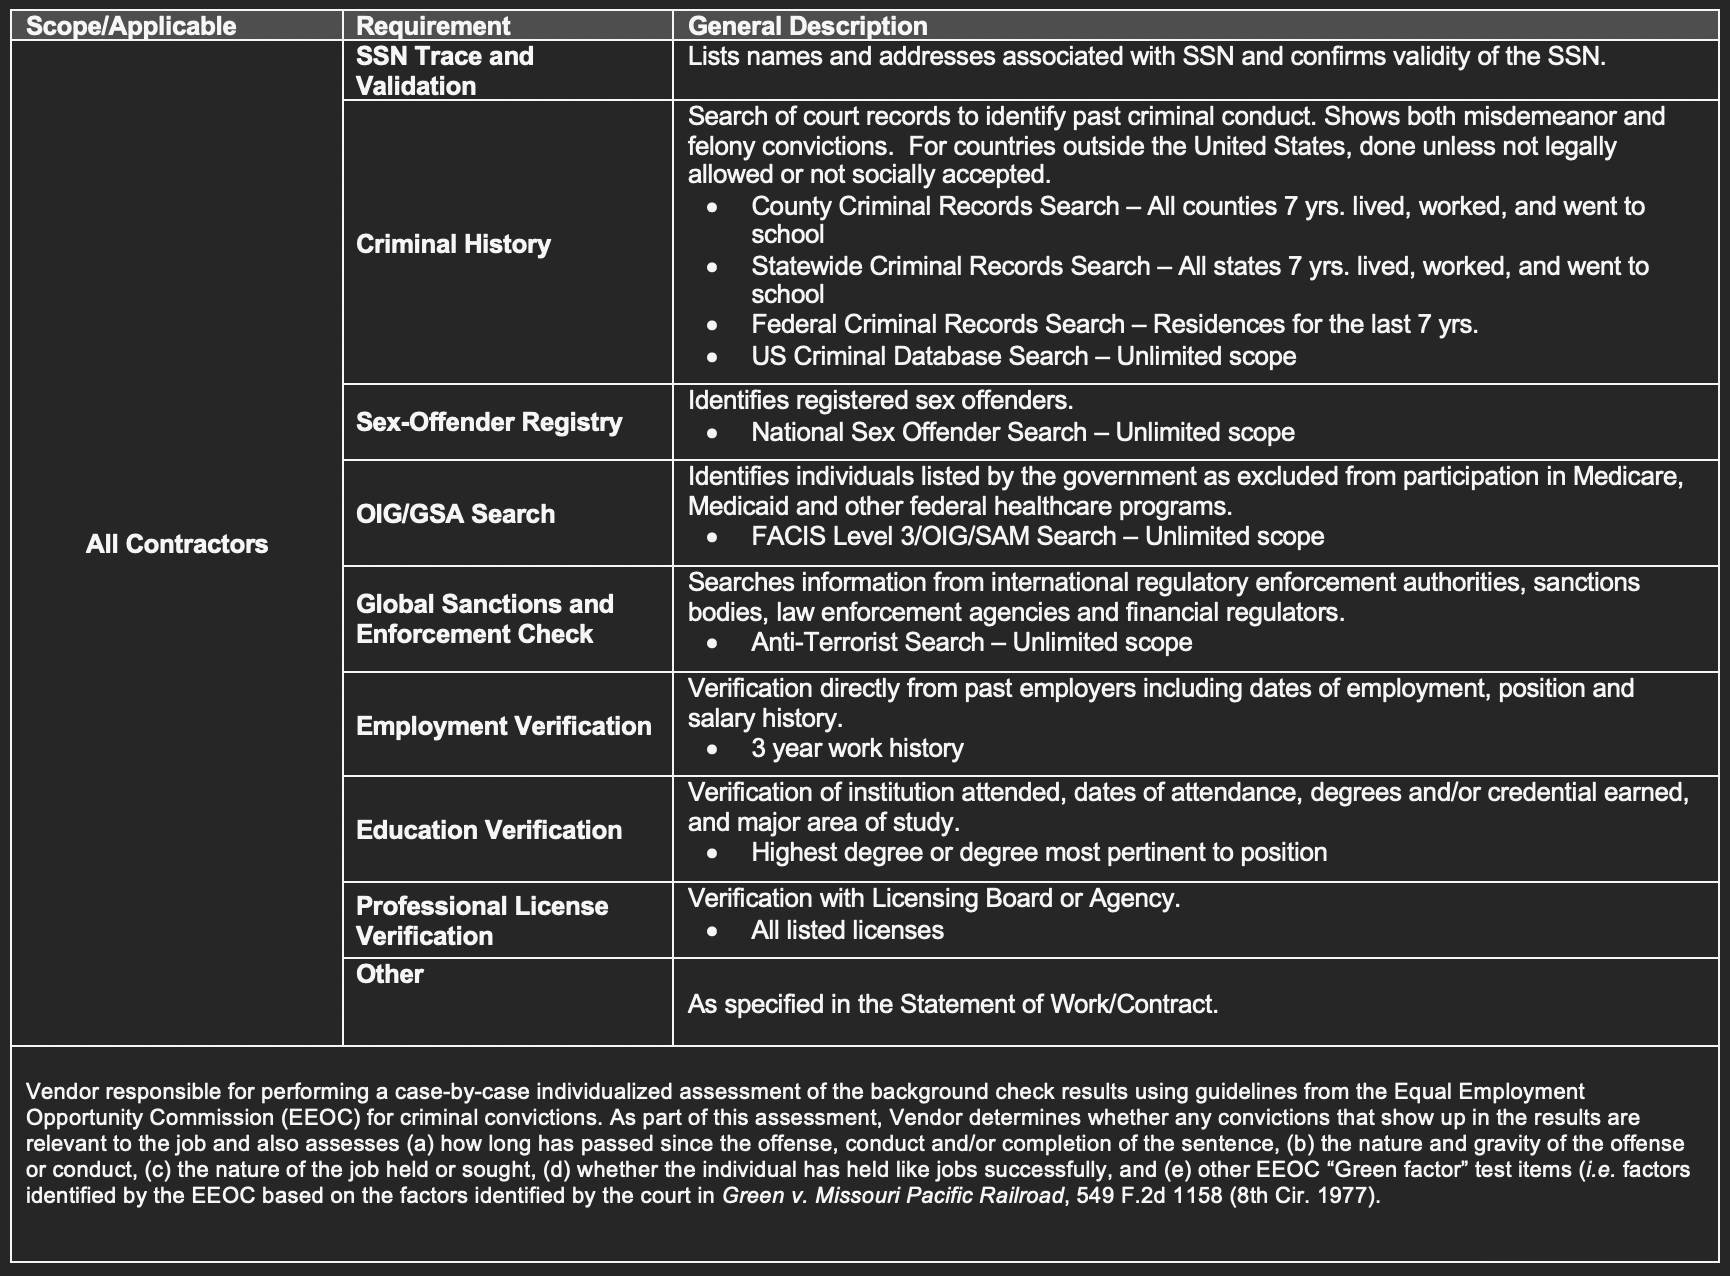 Scope/Applicable
Requirement
General Description
All Contractors
SSN Trace and
Validation
Lists names and addresses associated with SSN and confirms validity of the SSN.
Criminal History
Search of court records to identify past criminal conduct. Shows both misdemeanor and
felony convictions.  For countries outside the United States, done unless not legally
allowed or not socially accepted.
• County Criminal Records Search – All counties 7 yrs. lived, worked, and went to
school
• Statewide Criminal Records Search – All states 7 yrs. lived, worked, and went to
school
• Federal Criminal Records Search – Residences for the last 7 yrs.
• US Criminal Database Search – Unlimited scope
Sex-Offender Registry
Identifies registered sex offenders.
• National Sex Offender Search – Unlimited scope
OIG/GSA Search
Identifies individuals listed by the government as excluded from participation in Medicare,
Medicaid and other federal healthcare programs.
• FACIS Level 3/OIG/SAM Search – Unlimited scope
Global Sanctions and
Enforcement Check
Searches information from international regulatory enforcement authorities, sanctions
bodies, law enforcement agencies and financial regulators.
• Anti-Terrorist Search – Unlimited scope
Employment Verification
Verification directly from past employers including dates of employment, position and
salary history.
• 3 year work history
Education Verification
Verification of institution attended, dates of attendance, degrees and/or credential earned,
and major area of study.
• Highest degree or degree most pertinent to position
Professional License
Verification
Verification with Licensing Board or Agency.
• All listed licenses
Other
As specified in the Statement of Work/Contract.
Vendor responsible for performing a case-by-case individualized assessment of the background check results using guidelines from the Equal Employment
Opportunity Commission (EEOC) for criminal convictions. As part of this assessment, Vendor determines whether any convictions that show up in the results are
relevant to the job and also assesses (a) how long has passed since the offense, conduct and/or completion of the sentence, (b) the nature and gravity of the offense
or conduct, (c) the nature of the job held or sought, (d) whether the individual has held like jobs successfully, and (e) other EEOC “Green factor” test items (i.e. factors
identified by the EEOC based on the factors identified by the court in Green v. Missouri Pacific Railroad, 549 F.2d 1158 (8th Cir. 1977).